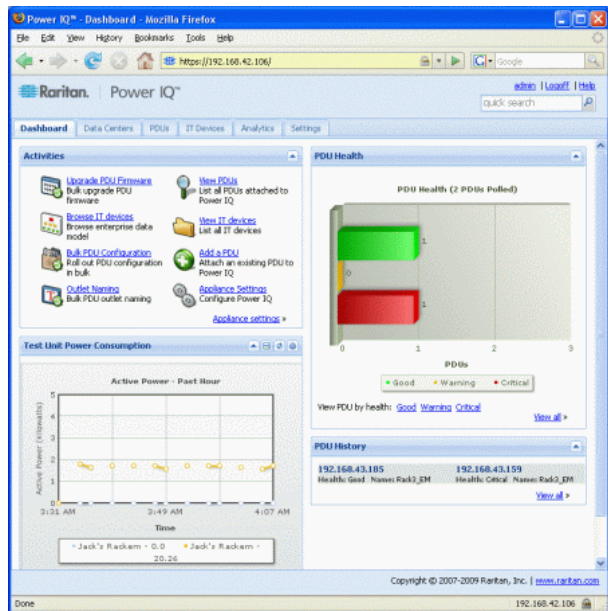 Power IQ™ - Dashboard - Mozilla Firefox
File Edit View History Bookmarks Tools Help
https://192.168.42.106/
Google
admin | Logoff | Help
Raritan. Power IQ™
quick search
Dashboard Data Centers PDUs IT Devices Analytics Settings
Activities
Upgrade PDU Firmware
Bulk upgrade PDU
firmware
View PDUs
List all PDUs attached to
Power IQ
Browse IT devices
Browse enterprise data
model
View IT devices
List all IT devices
Bulk PDU Configuration
Roll out PDU configuration
in bulk
Add a PDU
Attach an existing PDU to
Power IQ
Outlet Naming
Bulk PDU outlet naming
Appliance Settings
Configure Power IQ
Appliance settings »
Test Unit Power Consumption
Active Power - Past Hour
Active Power (kilowatts)
5
4
3
2
1
0
3:31 AM 3:49 AM 4:07 AM
Time
Jack's Rackem - 0.0 Jack's Rackem -
20.26
PDU Health
PDU Health (2 PDUs Polled)
1
0
1
0 1 2 3
PDUs
Good Warning Critical
View PDU by health: Good Warning Critical
View all »
PDU History
192.168.43.185 192.168.43.159
Health: Good Name: Rack3_EM Health: Critical Name: Rack3_EM
View all »
Copyright © 2007-2009 Raritan, Inc. | www.raritan.com
Done 192.168.42.106